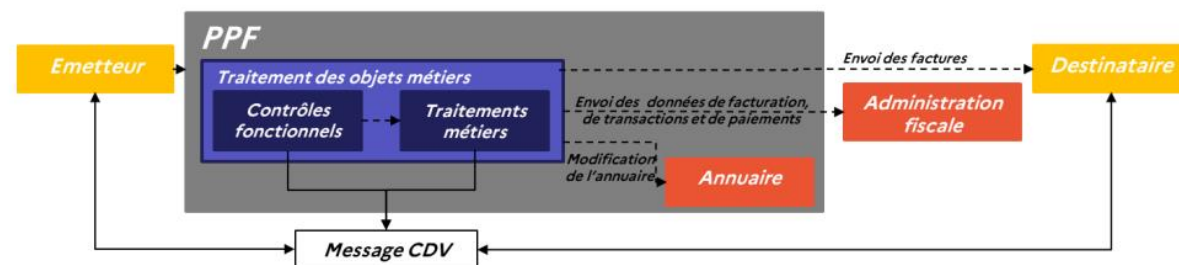 PPF
Emetteur
Traitement des objets métiers
Contrôles
fonctionnels
Traitements
métiers
Envoi des factures
Destinataire
Envoi des données de facturation,
de transactions et de paiements
Administration
fiscale
Modification
de l'annuaire
Annuaire
Message CDV